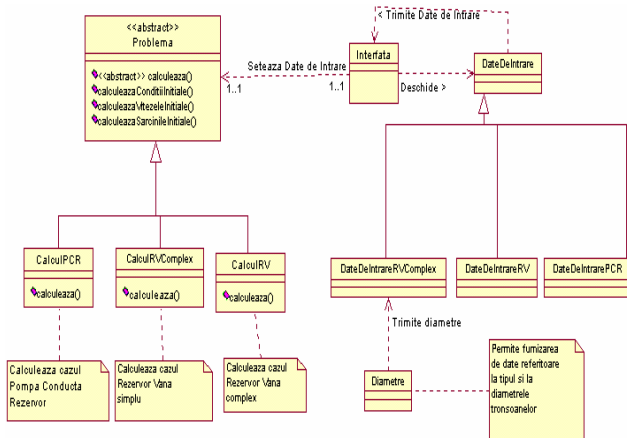 <<abstract>>
Problema
<<abstract>> calculeaza()
calculeazaConditiiInitiale()
calculeazaVitezeleInitiale()
calculeazaSarcinileInitiale()
Seteaza Date de Intrare
1..1
1..1
Interfata
< Trimite Date de Intrare
Deschide >
DateDeIntrare
CalculPCR
calculeaza()
CalculRVComplex
calculeaza()
CalculRV
calculeaza()
DateDeIntrareRVComplex
DateDeIntrareRV
DateDeIntrarePCR
Trimite diametre
Diametre
Calculeaza cazul
Pompa Conducta
Rezervor
Calculeaza cazul
Rezervor Vana
simplu
Calculeaza cazul
Rezervor Vana
complex
Permite furnizarea
de date referitoare
la tipul si la
diametrele
tronsoanelor